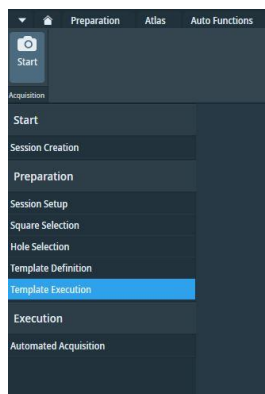 Preparation Atlas Auto Functions
Start
Acquisition
Start
Session Creation
Preparation
Session Setup
Square Selection
Hole Selection
Template Definition
Template Execution
Execution
Automated Acquisition